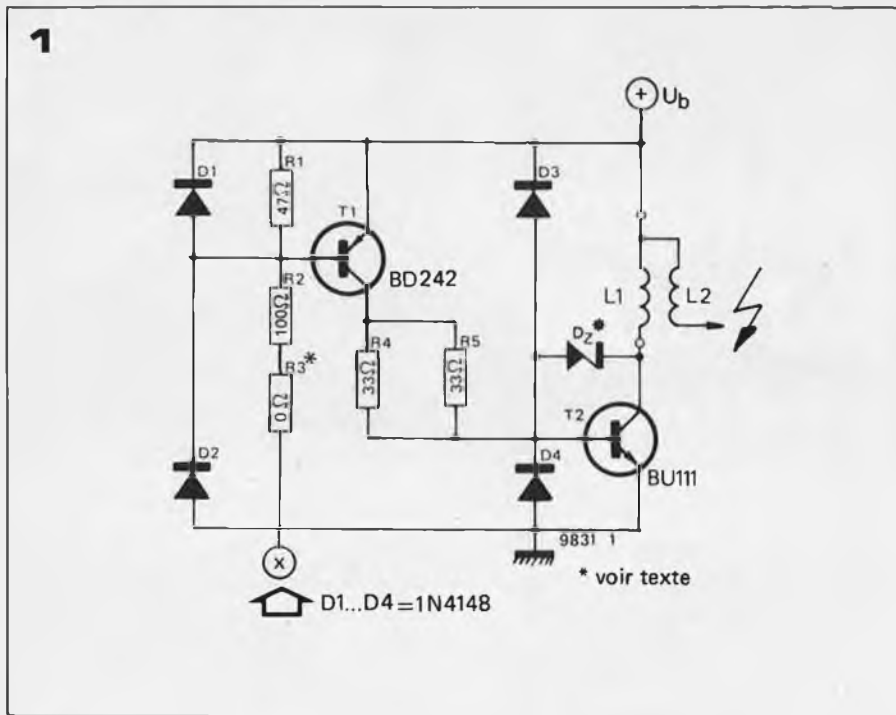 1
+ Ub
D1
R1
47Ω
T1
BD242
D3
R2
100Ω
R3*
0Ω
R4
33Ω
R5
33Ω
L1
L2
DZ*
T2
BU111
D2
D4
9831 1
* voir texte
X
D1...D4=1N4148